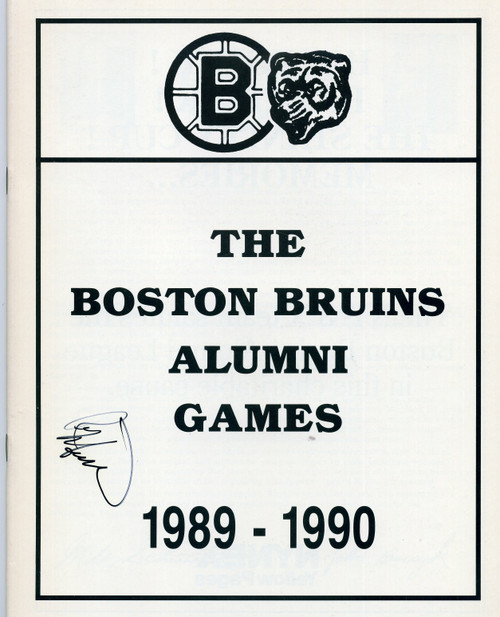 B
THE
BOSTON BRUINS
ALUMNI
GAMES
1989 - 1990